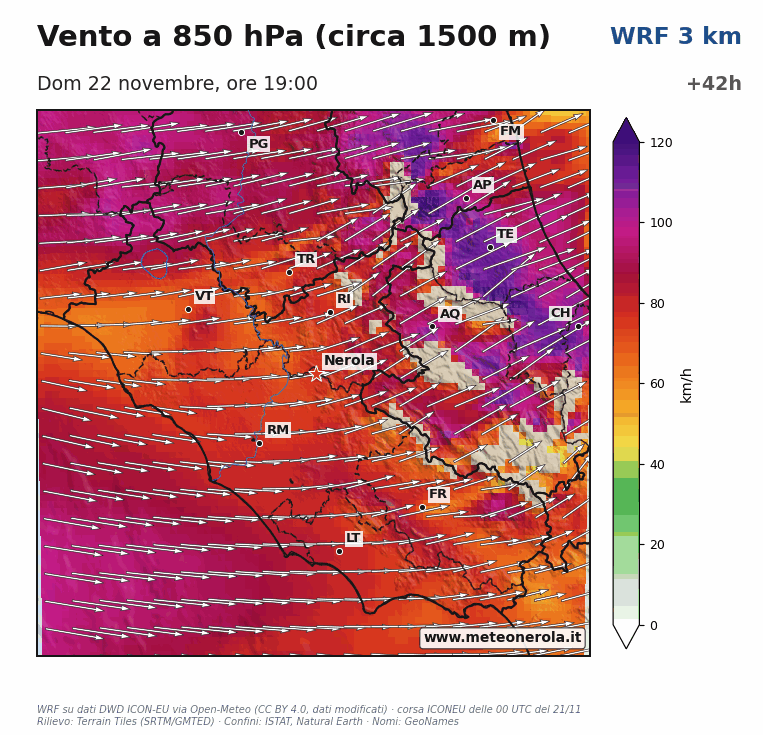 Vento a 850 hPa (circa 1500 m)
WRF 3 km
Dom 22 novembre, ore 19:00
+42h
FM
PG
AP
TE
TR
VT
RI
AQ
CH
Nerola
RM
FR
LT
www.meteonerola.it
120
100
80
60
40
20
0
km/h
WRF su dati DWD ICON-EU via Open-Meteo (CC BY 4.0, dati modificati) · corsa ICONEU delle 00 UTC del 21/11
Rilievo: Terrain Tiles (SRTM/GMTED) · Confini: ISTAT, Natural Earth · Nomi: GeoNames